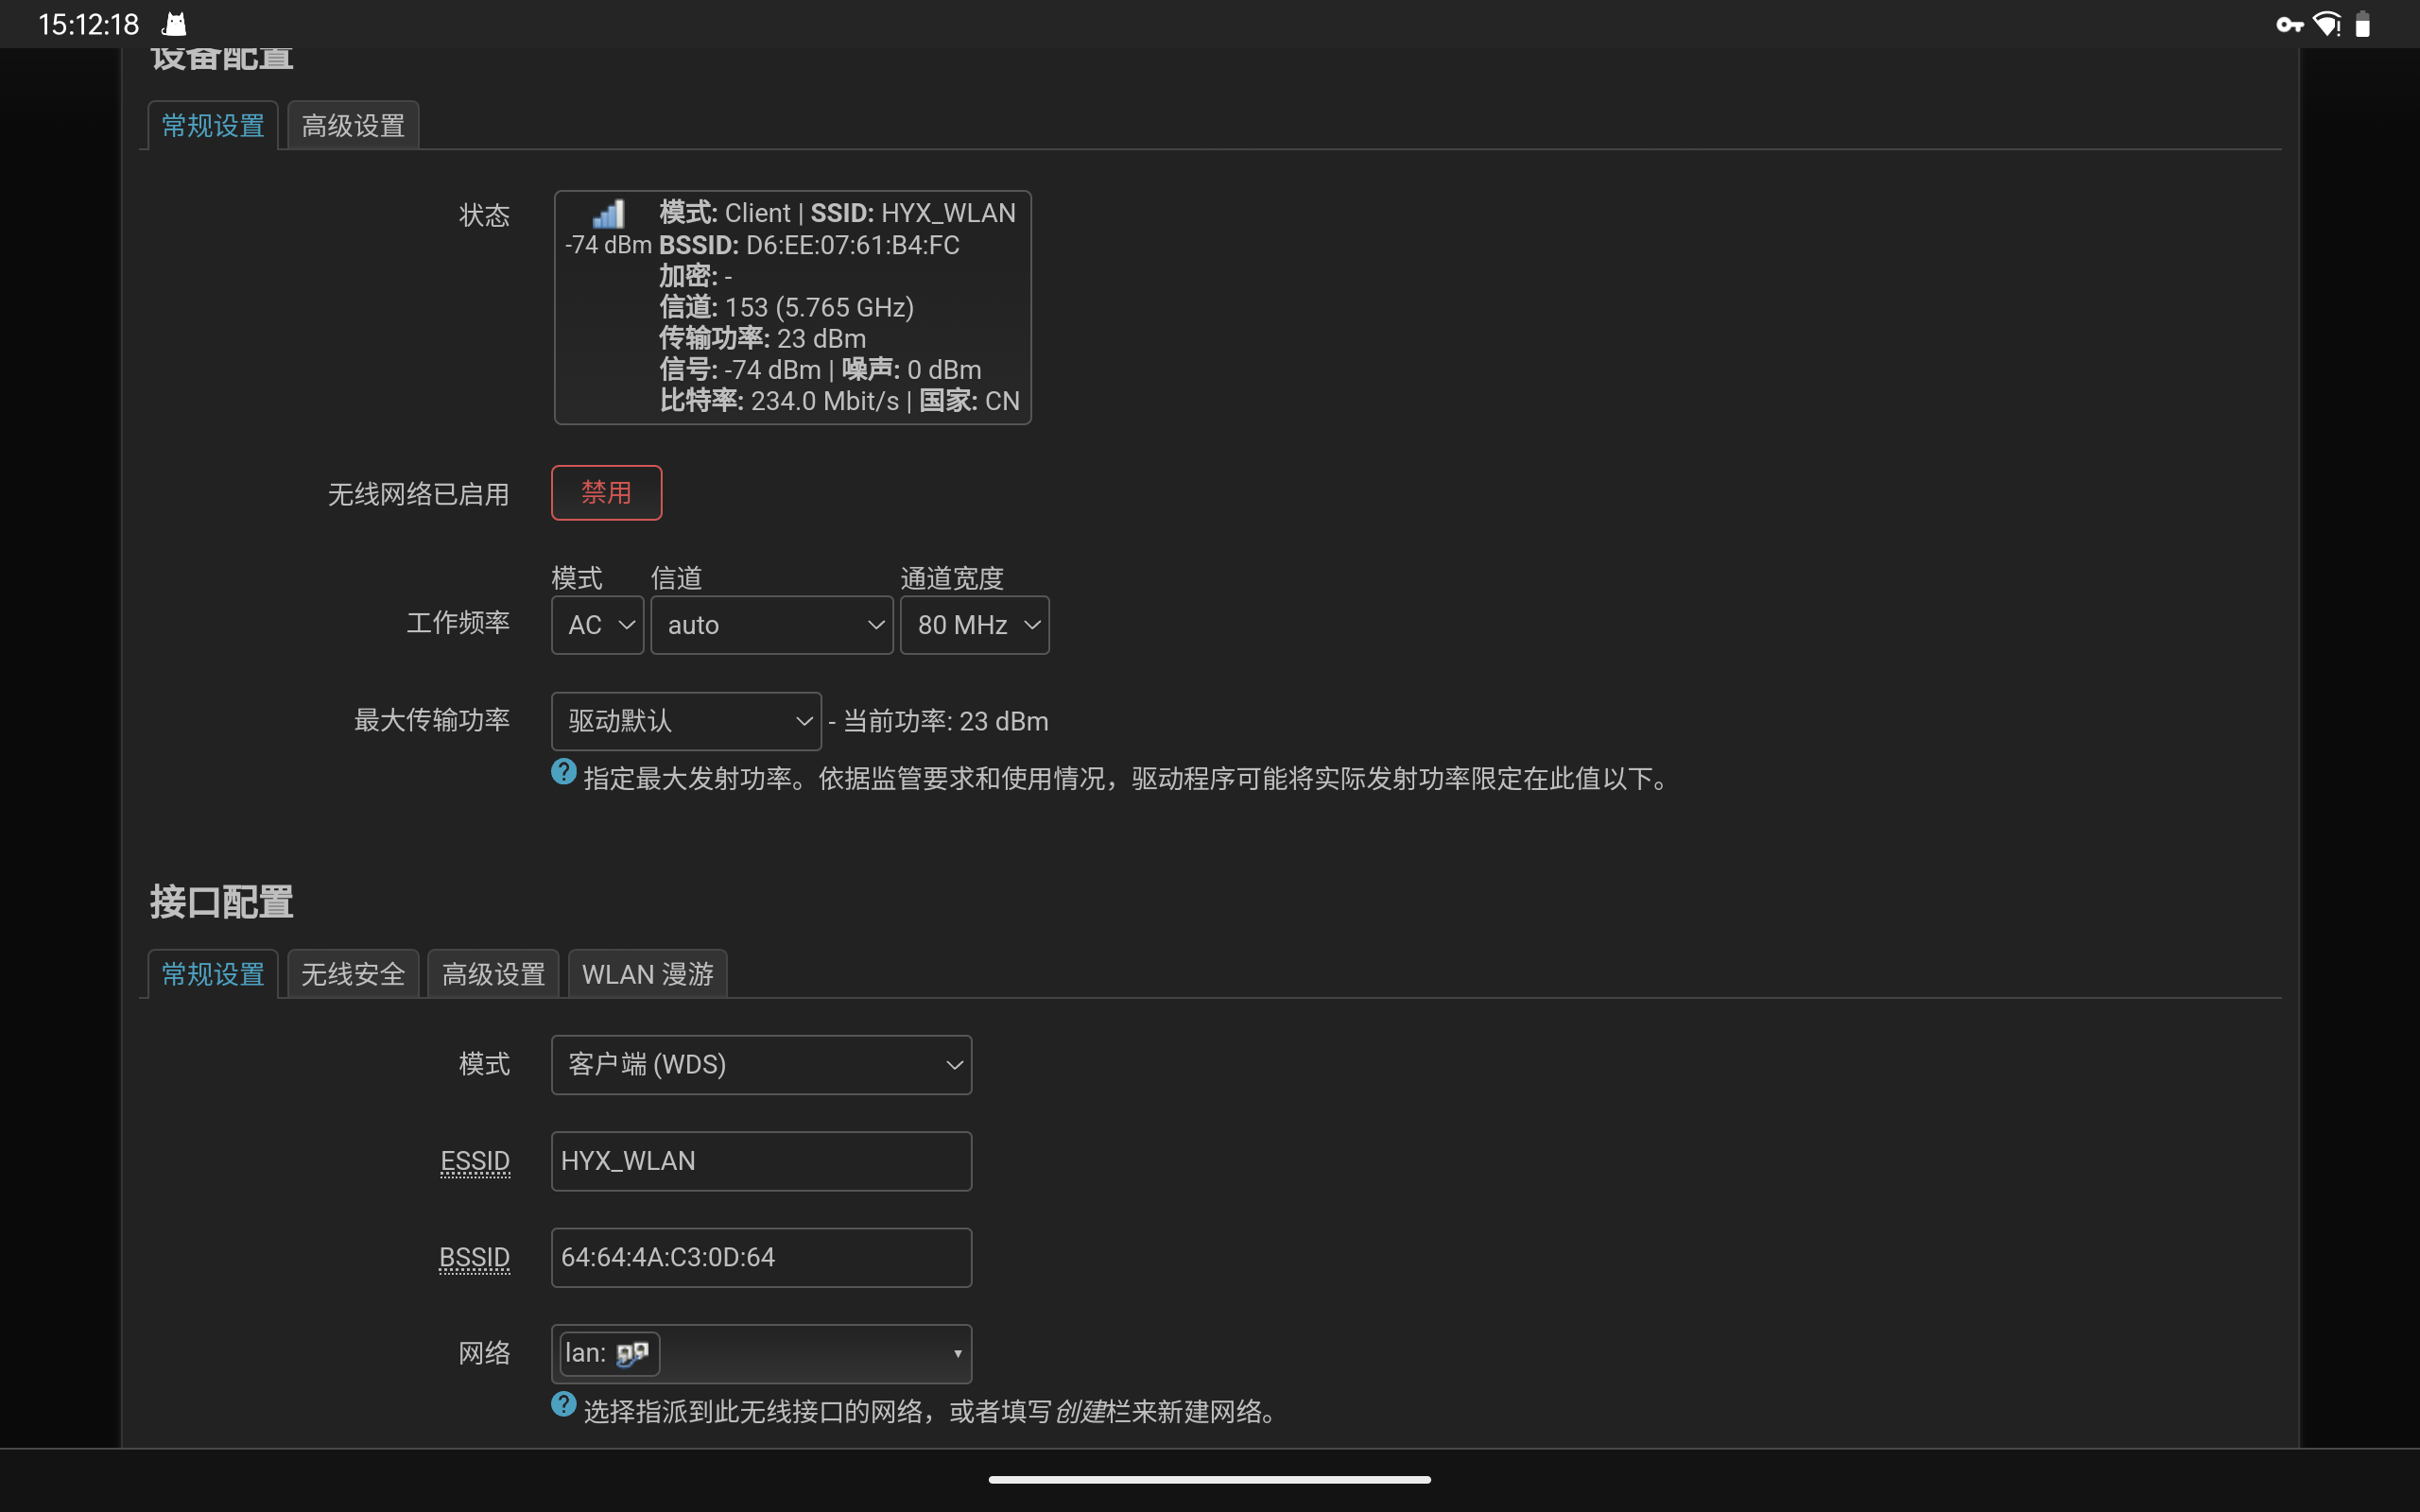 15:12:18
设备配置
常规设置 高级设置
状态
-74 dBm
模式: Client | SSID: HYX_WLAN
BSSID: D6:EE:07:61:B4:FC
加密: -
信道: 153 (5.765 GHz)
传输功率: 23 dBm
信号: -74 dBm | 噪声: 0 dBm
比特率: 234.0 Mbit/s | 国家: CN
无线网络已启用 禁用
模式 信道 通道宽度
工作频率 AC auto 80 MHz
最大传输功率 驱动默认 - 当前功率: 23 dBm
指定最大发射功率。依据监管要求和使用情况，驱动程序可能将实际发射功率限定在此值以下。
接口配置
常规设置 无线安全 高级设置 WLAN 漫游
模式 客户端 (WDS)
ESSID HYX_WLAN
BSSID 64:64:4A:C3:0D:64
网络 lan:
选择指派到此无线接口的网络，或者填写创建栏来新建网络。